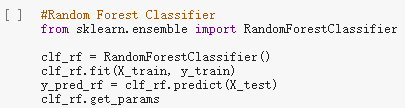 [ ] #Random Forest Classifier
from sklearn.ensemble import RandomForestClassifier
clf_rf = RandomForestClassifier()
clf_rf.fit(X_train, y_train)
y_pred_rf = clf_rf.predict(X_test)
clf_rf.get_params